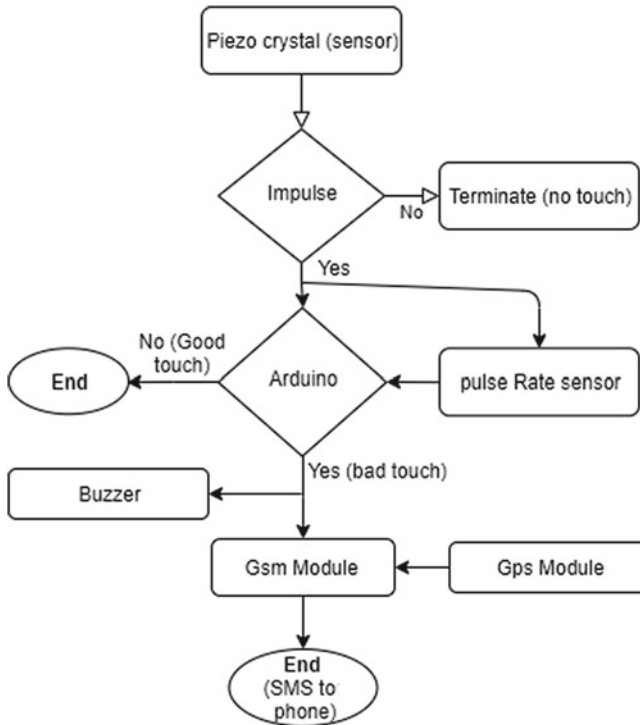 Piezo crystal (sensor)
Impulse
No
Terminate (no touch)
Yes
No (Good
touch)
End
Arduino
pulse Rate sensor
Yes (bad touch)
Buzzer
Gsm Module
Gps Module
End
(SMS to
phone)